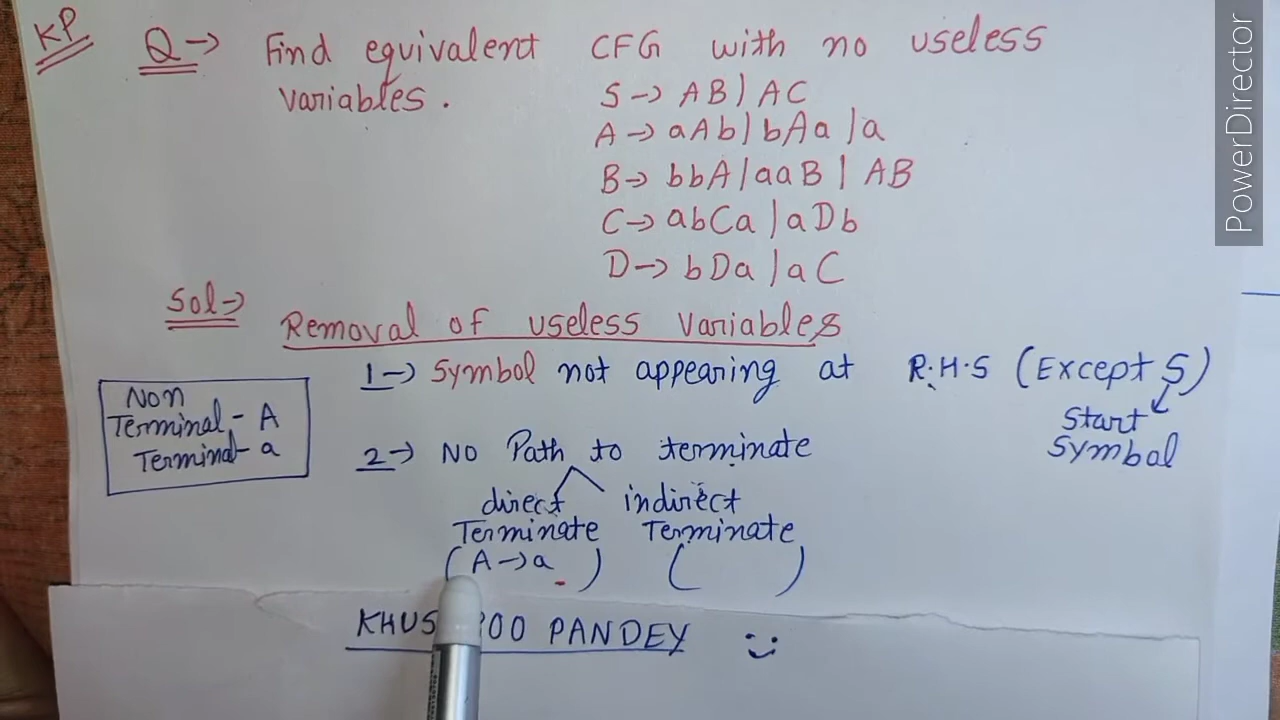 KP
Q→ Find equivalent CFG with no useless
variables.
S→ AB|AC
A→ aAb|bAa|a
B→ bbA|aaB|AB
C→ abCa|aDb
D→ bDa|aC
Sol→
Removal of useless variables
1→ Symbol not appearing at R.H.S (Except S)
Start
Symbol
Non
Terminal - A
Terminal - a
2→ No Path to terminate
direct indirect
Terminate Terminate
(A→a) ( )
PANDEY
PowerDirector